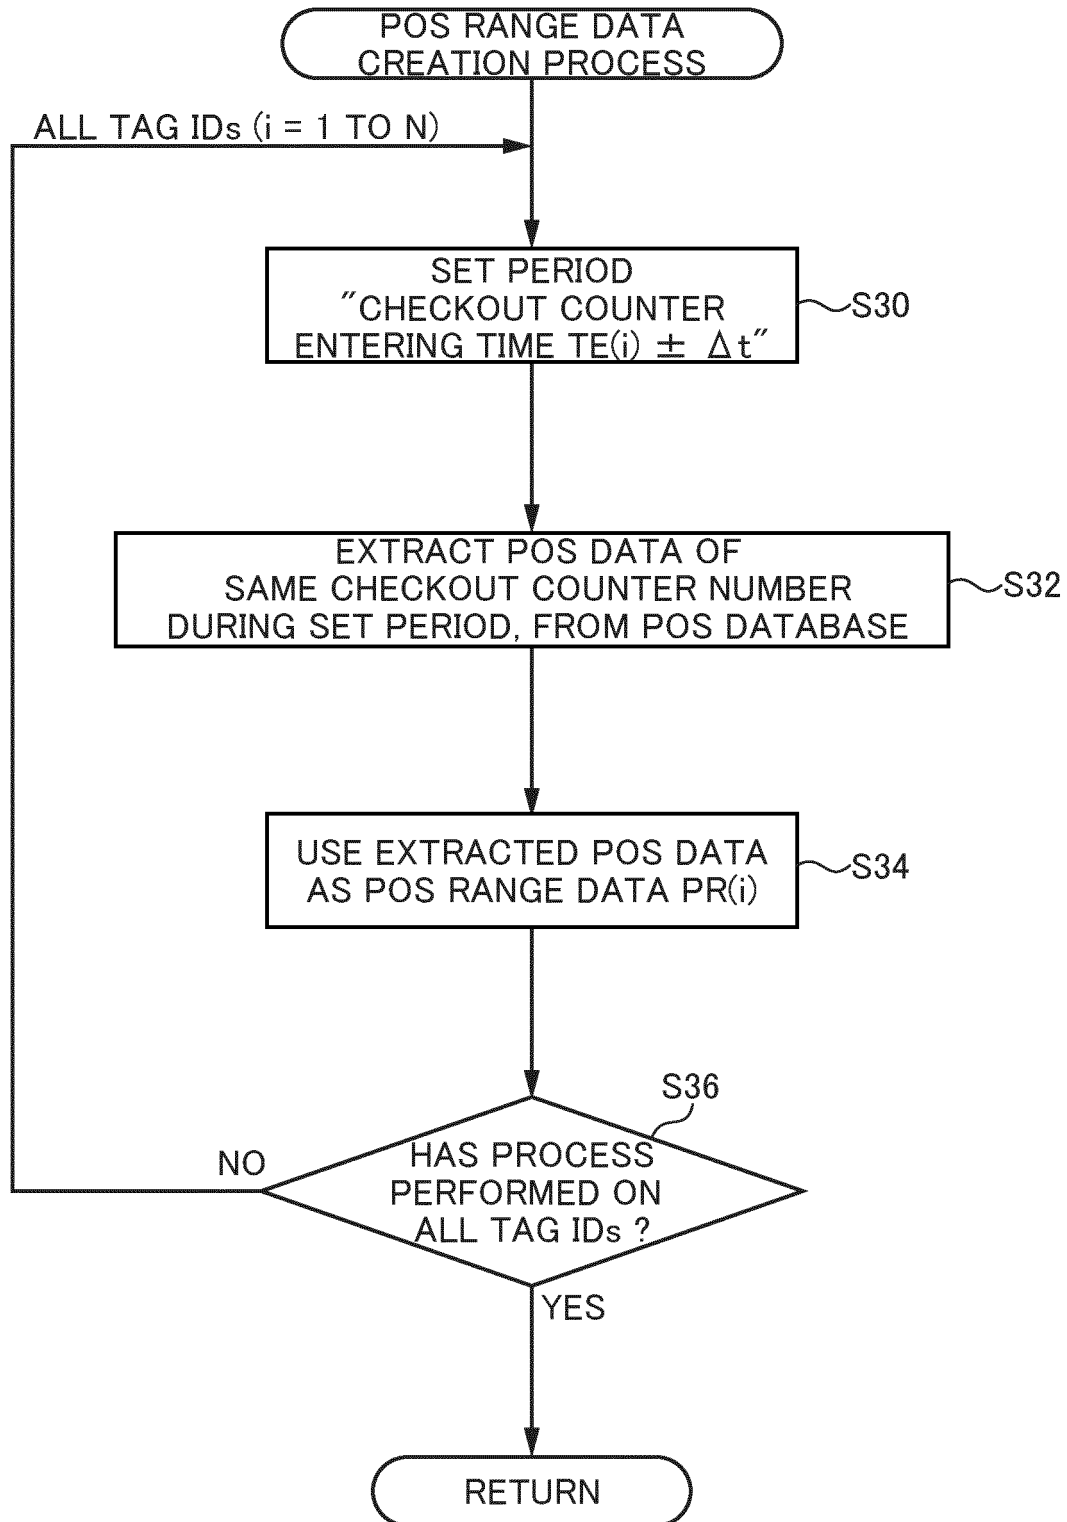 POS RANGE DATA
CREATION PROCESS
ALL TAG IDs (i = 1 TO N)
SET PERIOD
"CHECKOUT COUNTER
ENTERING TIME TE(i) ± Δt"
S30
EXTRACT POS DATA OF
SAME CHECKOUT COUNTER NUMBER
DURING SET PERIOD, FROM POS DATABASE
S32
USE EXTRACTED POS DATA
AS POS RANGE DATA PR(i)
S34
S36
HAS PROCESS
PERFORMED ON
ALL TAG IDs ?
NO
YES
RETURN